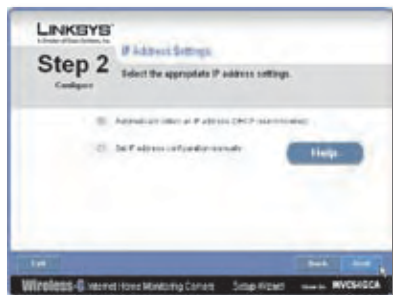 LINKSYS
A Division of Cisco Systems, Inc.
IP Address Settings
Step 2
Select the appropriate IP address settings.
Configure
Automatically obtain an IP address (DHCP recommended)
Set IP address configuration manually
Help
Exit
Back
Next
Wireless-G Internet Home Monitoring Camera
Setup Wizard
WVC54GCA